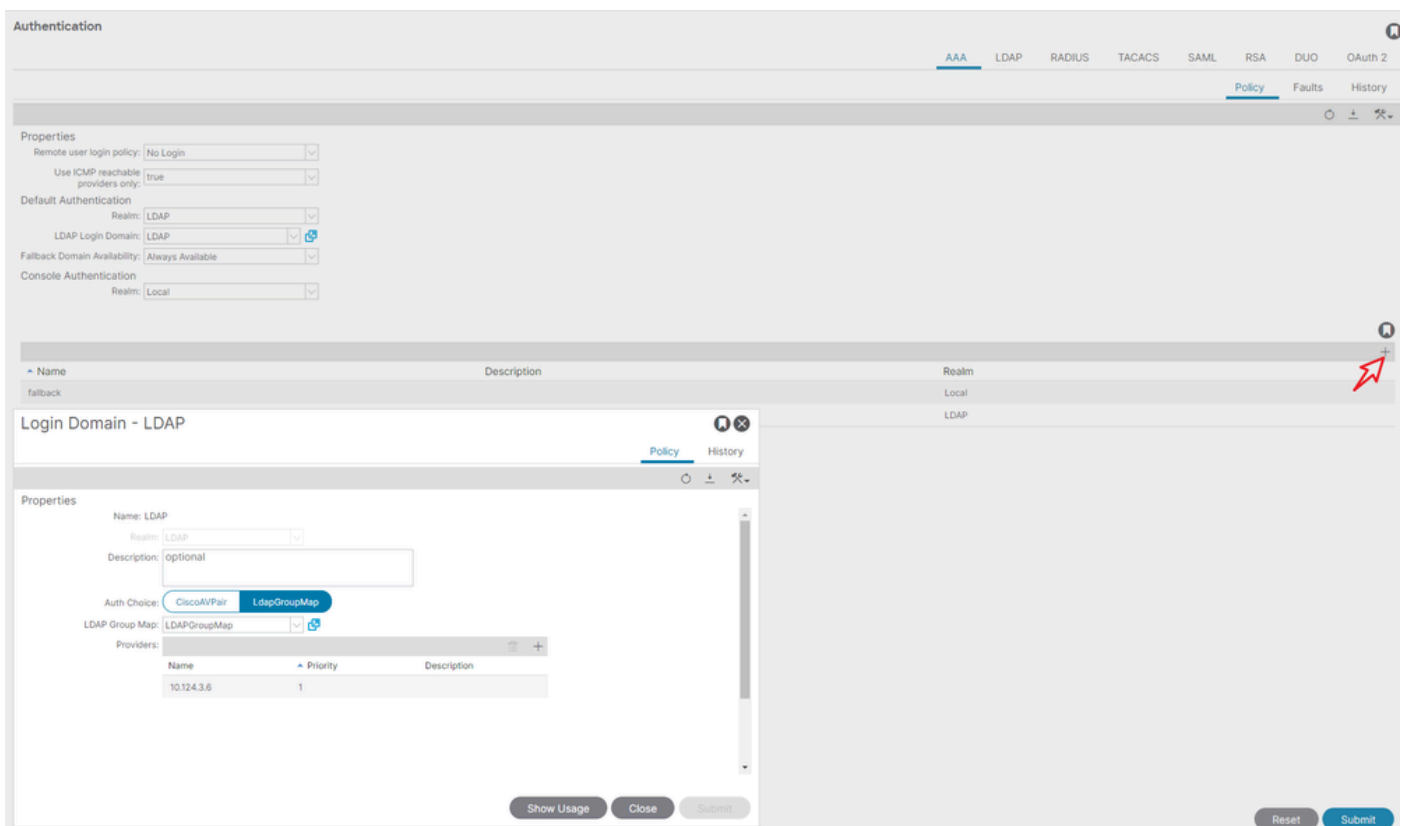 Authentication
AAA LDAP RADIUS TACACS SAML RSA DUO OAuth 2
Policy Faults History
Properties
Remote user login policy: No Login
Use ICMP reachable
providers only: true
Default Authentication
Realm: LDAP
LDAP Login Domain: LDAP
Fallback Domain Availability: Always Available
Console Authentication
Realm: Local
Name Description Realm
fallback Local
LDAP
Login Domain - LDAP
Policy History
Properties
Name: LDAP
Realm: LDAP
Description: optional
Auth Choice: CiscoAVPair LdapGroupMap
LDAP Group Map: LDAPGroupMap
Providers:
Name Priority Description
10.124.3.6 1
Show Usage Close Submit
Reset Submit